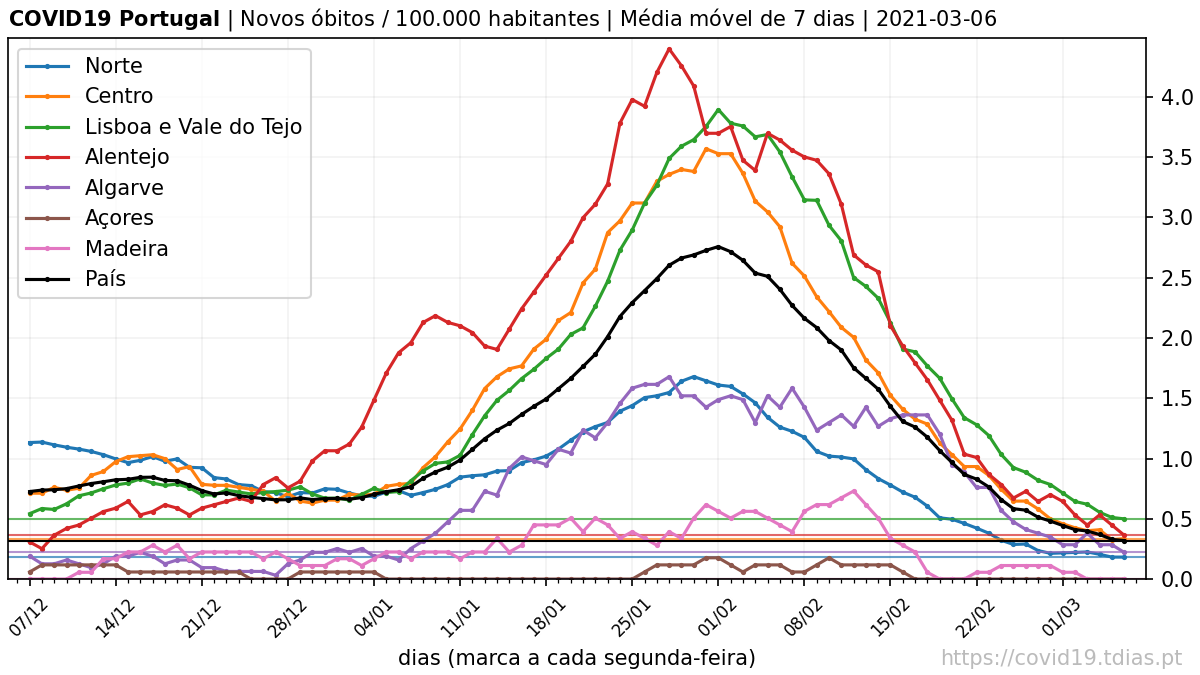 COVID19 Portugal | Novos óbitos / 100.000 habitantes | Média móvel de 7 dias | 2021-03-06
Norte
Centro
Lisboa e Vale do Tejo
Alentejo
Algarve
Açores
Madeira
País
4.0
3.5
3.0
2.5
2.0
1.5
1.0
0.5
0.0
07/12 14/12 21/12 28/12 04/01 11/01 18/01 25/01 01/02 08/02 15/02 22/02 01/03
dias (marca a cada segunda-feira)
https://covid19.tdias.pt